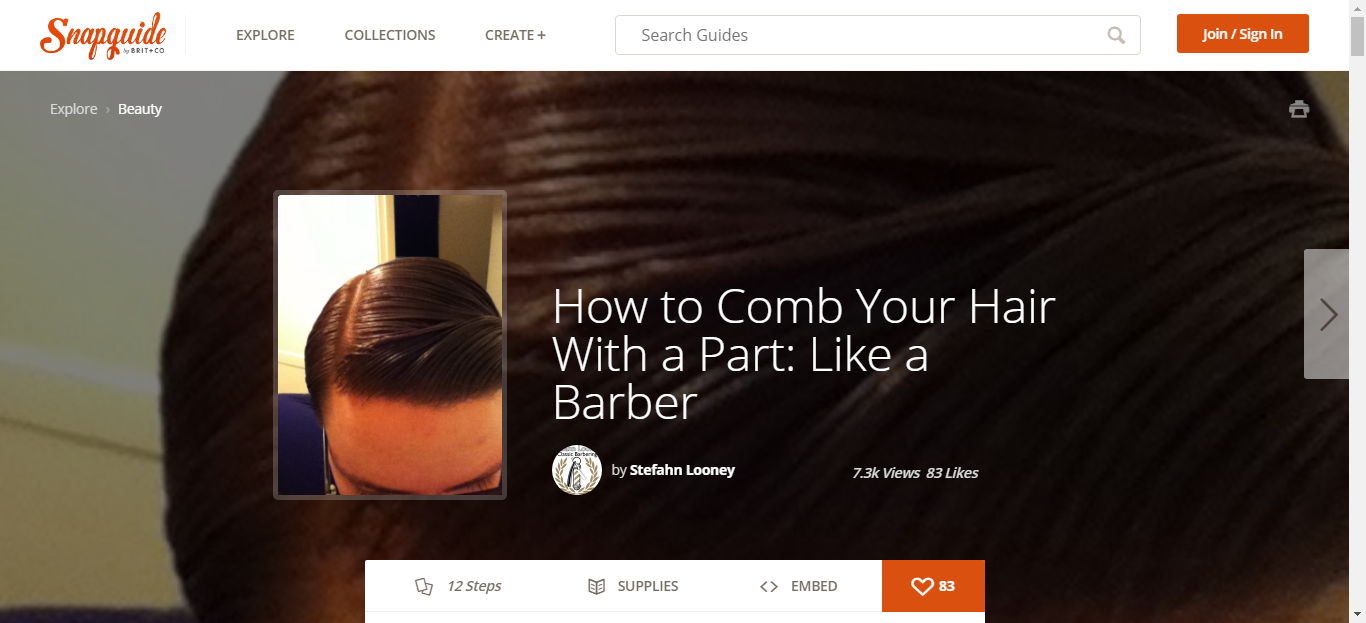 Snapguide
by BRIT+CO
EXPLORE
COLLECTIONS
CREATE +
Search Guides
Join / Sign In
Explore › Beauty
How to Comb Your Hair
With a Part: Like a
Barber
Classic Barbering
by Stefahn Looney
7.3k Views 83 Likes
12 Steps
SUPPLIES
EMBED
83